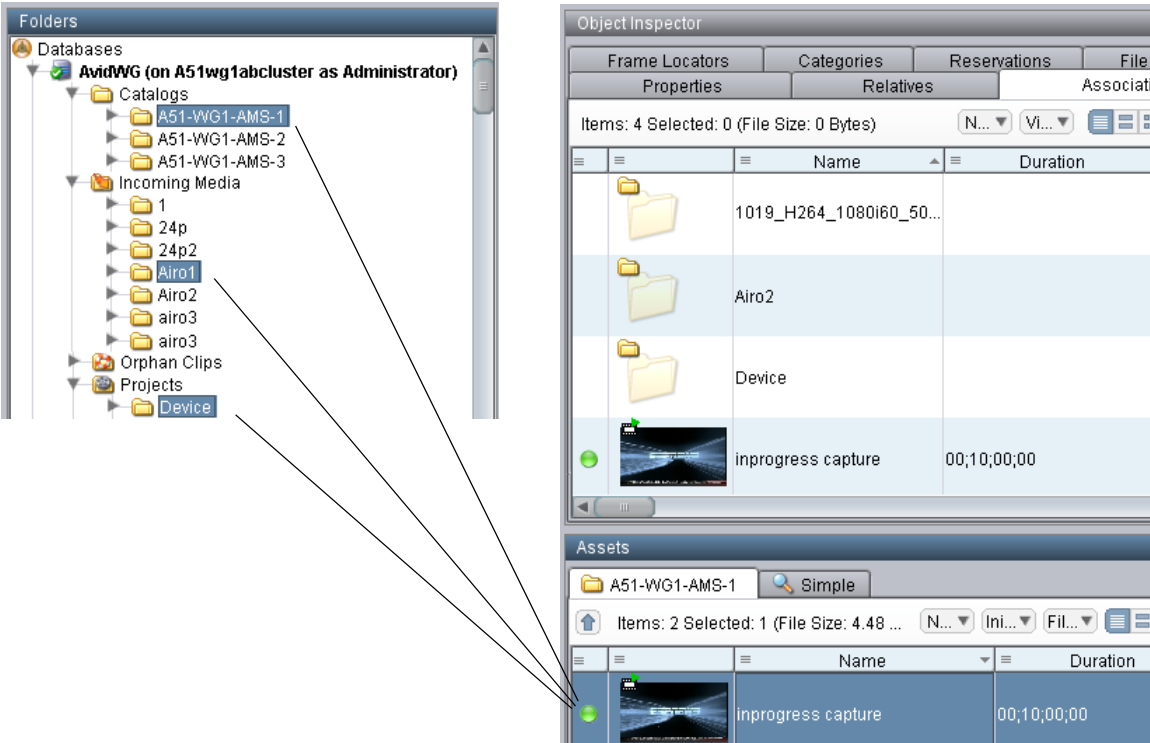 Folders
Databases
AvidWG (on A51wg1abcluster as Administrator)
Catalogs
A51-WG1-AMS-1
A51-WG1-AMS-2
A51-WG1-AMS-3
Incoming Media
1
24p
24p2
Airo1
Airo2
airo3
airo3
Orphan Clips
Projects
Device
Object Inspector
Frame Locators Categories Reservations File
Properties Relatives Associati
Items: 4 Selected: 0 (File Size: 0 Bytes) N... Vi...
Name Duration
1019_H264_1080i60_50...
Airo2
Device
inprogress capture 00;10;00;00
Assets
A51-WG1-AMS-1 Simple
Items: 2 Selected: 1 (File Size: 4.48 ... N... Ini... Fil...
Name Duration
inprogress capture 00;10;00;00